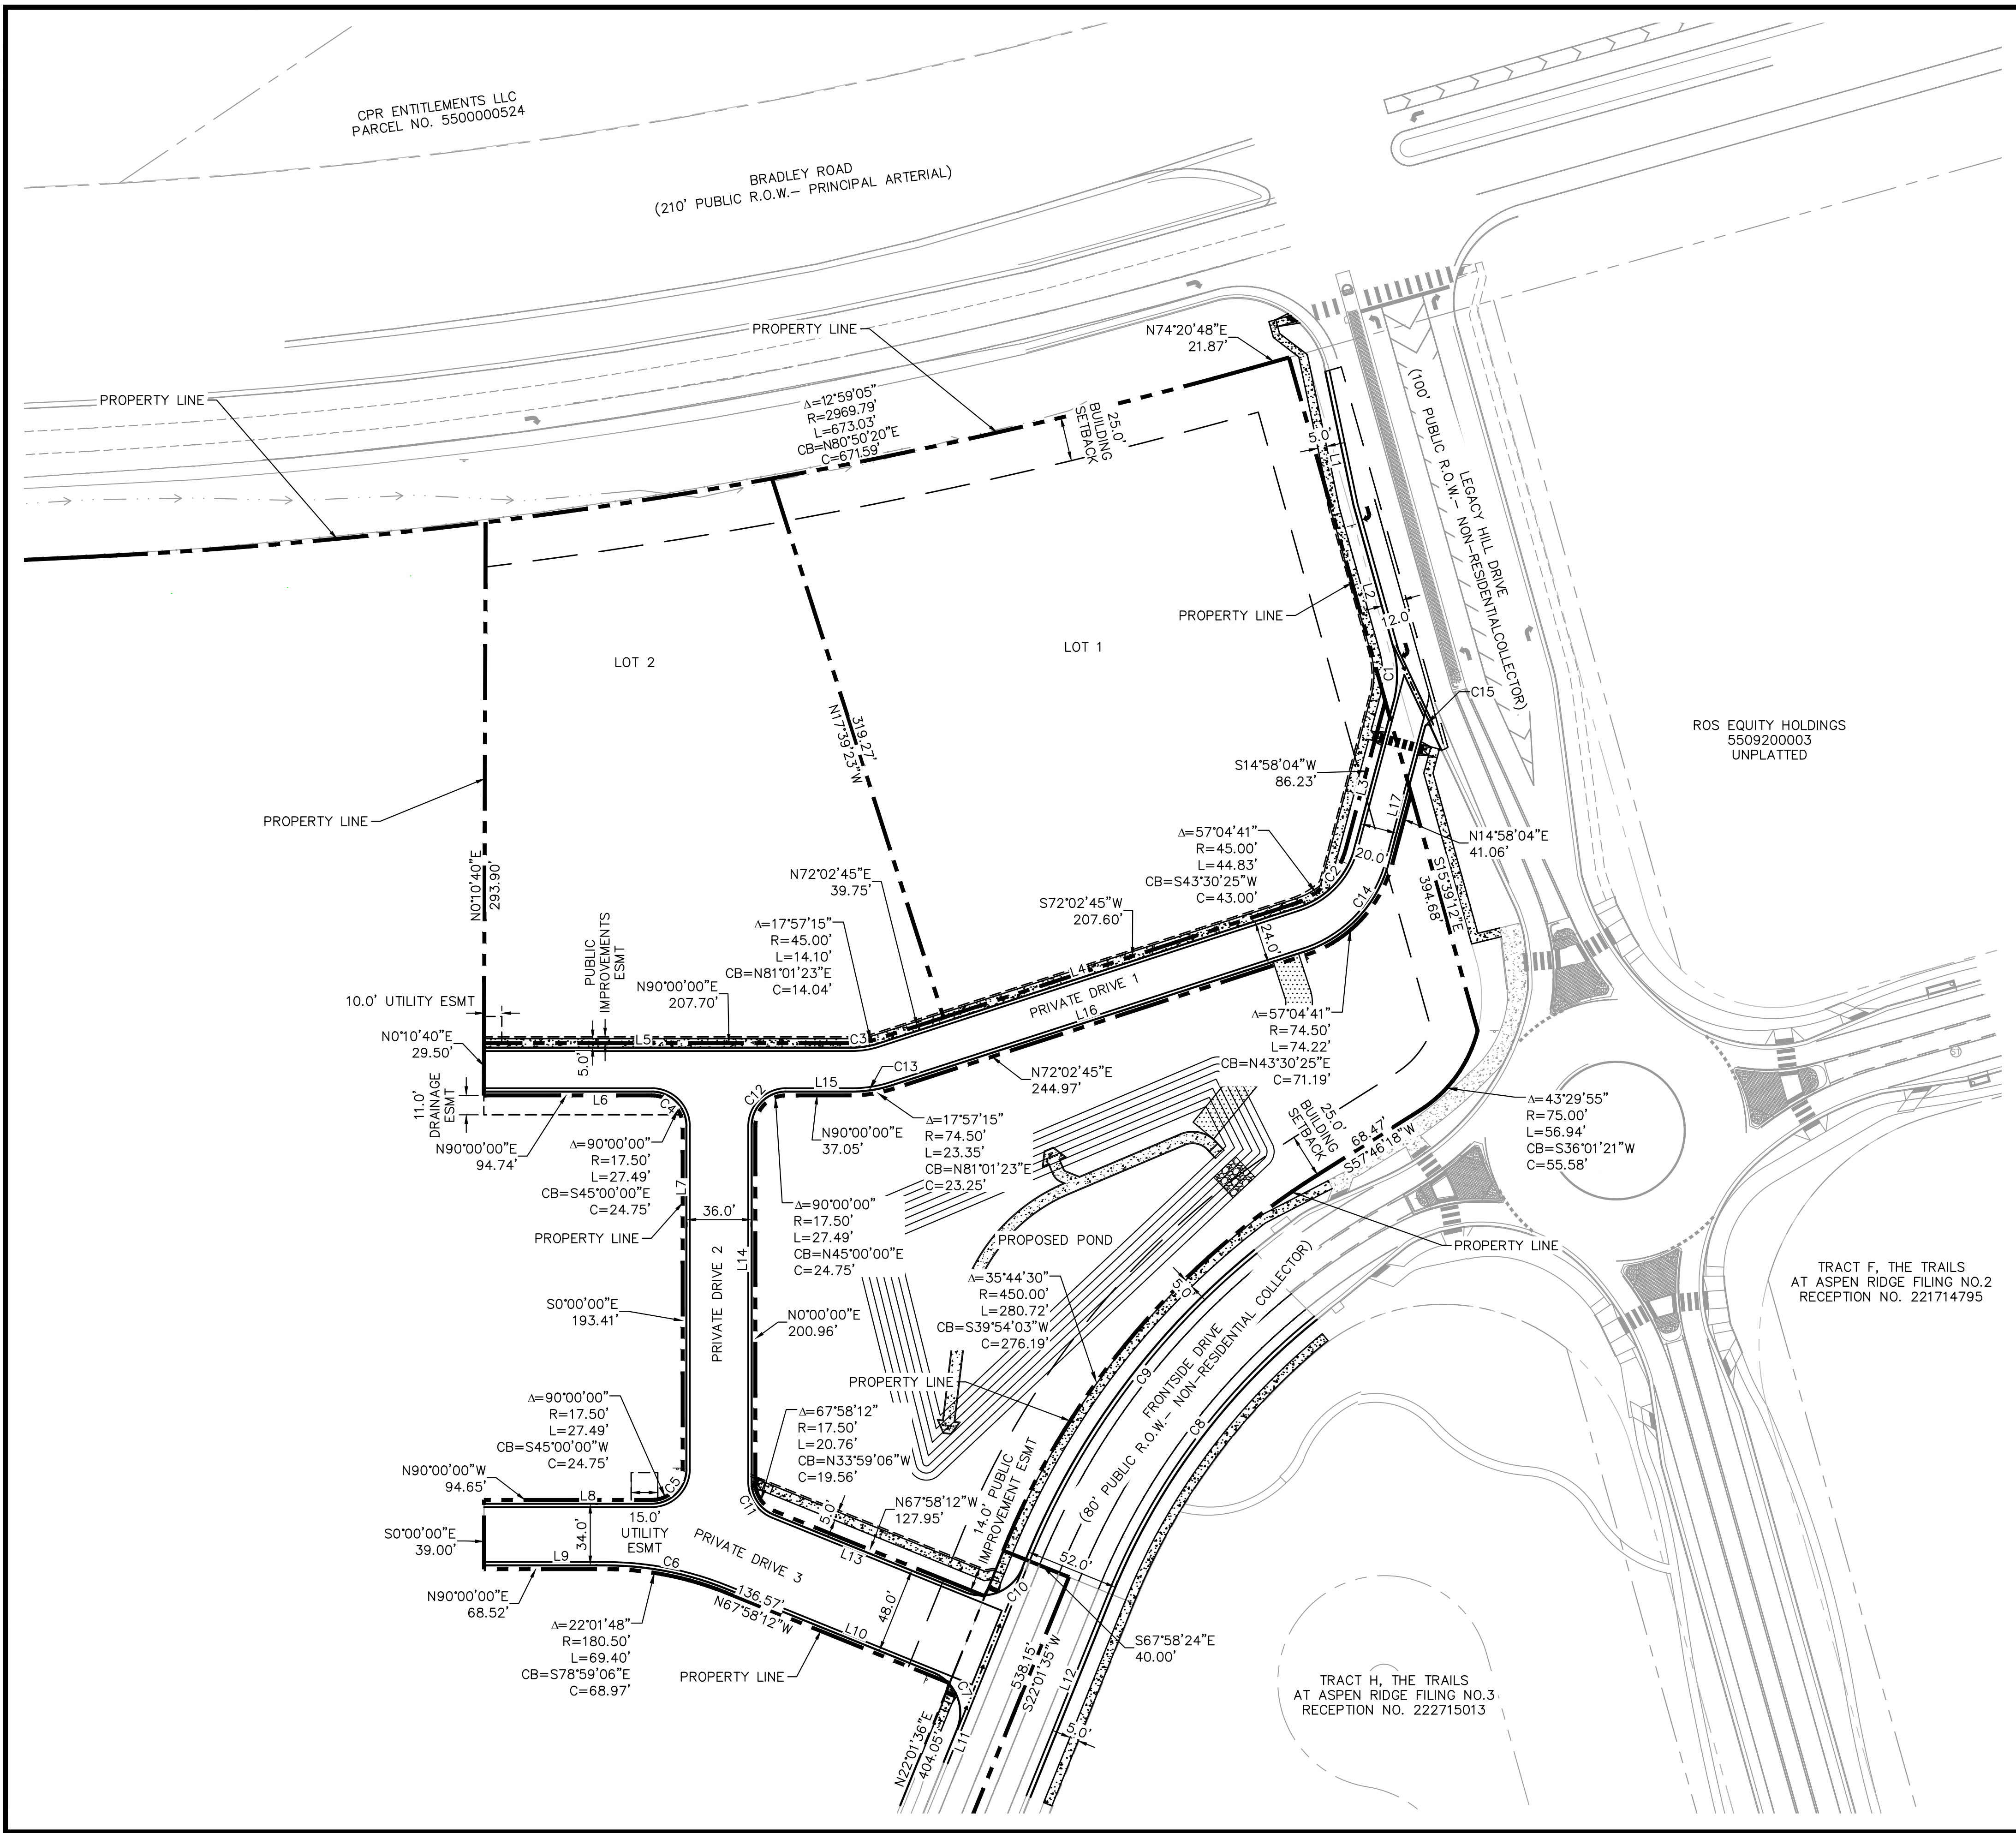 CPR ENTITLEMENTS LLC
PARCEL NO. 5500000524
BRADLEY ROAD
(210' PUBLIC R.O.W.– PRINCIPAL ARTERIAL)
PROPERTY LINE
N74°20'48"E
21.87'
PROPERTY LINE
Δ=12°59'05"
R=2969.79'
L=673.03'
CB=N80°50'20"E
C=671.59'
25.0'
BUILDING
SETBACK
5.0'
L1
LEGACY HILL DRIVE
(100' PUBLIC R.O.W.– NON–RESIDENTIALCOLLECTOR)
L2
12.0'
PROPERTY LINE
LOT 1
LOT 2
C1
C15
319.27'
N17°39'23"W
ROS EQUITY HOLDINGS
5509200003
UNPLATTED
S14°58'04"W
86.23'
L3
L17
PROPERTY LINE
N14°58'04"E
41.06'
Δ=57°04'41"
R=45.00'
L=44.83'
CB=S43°30'25"W
C=43.00'
20.0'
C2
C14
S15°39'12"E
394.68'
N0°10'40"E
293.90'
N72°02'45"E
39.75'
S72°02'45"W
207.60'
PUBLIC
IMPROVEMENTS
ESMT
Δ=17°57'15"
R=45.00'
L=14.10'
CB=N81°01'23"E
C=14.04'
24.0'
L4
N90°00'00"E
207.70'
10.0' UTILITY ESMT
PRIVATE DRIVE 1
L16
L5
C3
N0°10'40"E
29.50'
5.0'
Δ=57°04'41"
R=74.50'
L=74.22'
CB=N43°30'25"E
C=71.19'
C13
N72°02'45"E
244.97'
L15
C12
L6
C4
11.0'
DRAINAGE
ESMT
N90°00'00"E
94.74'
Δ=90°00'00"
R=17.50'
L=27.49'
CB=S45°00'00"E
C=24.75'
N90°00'00"E
37.05'
Δ=17°57'15"
R=74.50'
L=23.35'
CB=N81°01'23"E
C=23.25'
25.0'
BUILDING
SETBACK
68.47'
S57°46'18"W
Δ=43°29'55"
R=75.00'
L=56.94'
CB=S36°01'21"W
C=55.58'
L7
36.0'
Δ=90°00'00"
R=17.50'
L=27.49'
CB=N45°00'00"E
C=24.75'
PROPERTY LINE
L14
PROPOSED POND
PROPERTY LINE
PRIVATE DRIVE 2
5.0'
Δ=35°44'30"
R=450.00'
L=280.72'
CB=S39°54'03"W
C=276.19'
TRACT F, THE TRAILS
AT ASPEN RIDGE FILING NO.2
RECEPTION NO. 221714795
S0°00'00"E
193.41'
N0°00'00"E
200.96'
FRONTSIDE DRIVE
(80' PUBLIC R.O.W.– NON–RESIDENTIAL COLLECTOR)
C9
C8
PROPERTY LINE
Δ=90°00'00"
R=17.50'
L=27.49'
CB=S45°00'00"W
C=24.75'
Δ=67°58'12"
R=17.50'
L=20.76'
CB=N33°59'06"W
C=19.56'
N90°00'00"W
94.65'
L8
C5
15.0'
UTILITY
ESMT
C11
5.0'
N67°58'12"W
127.95'
14.0' PUBLIC
IMPROVEMENT ESMT
34.0'
S0°00'00"E
39.00'
PRIVATE DRIVE 3
L13
L9
C6
52.0'
C10
N90°00'00"E
68.52'
136.57'
N67°58'12"W
48.0'
L10
Δ=22°01'48"
R=180.50'
L=69.40'
CB=S78°59'06"E
C=68.97'
PROPERTY LINE
S67°58'24"E
40.00'
538.15'
S22°01'35"W
L12
C7
L11
N22°01'36"E
404.05'
5.0'
TRACT H, THE TRAILS
AT ASPEN RIDGE FILING NO.3
RECEPTION NO. 222715013